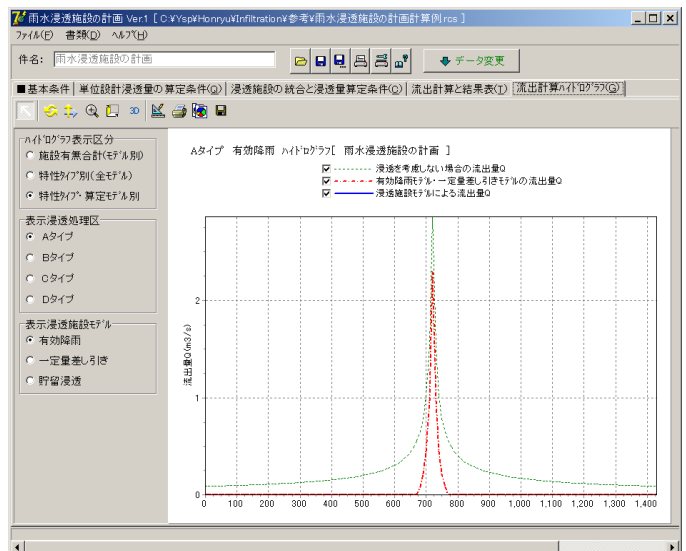 雨水浸透施設の計画 Ver.1 [ C:¥Ysp¥Honryu¥Infiltration¥参考¥雨水浸透施設の計画計算例.rcs ]
ファイル(F) 書類(D) ヘルプ(H)
件名: 雨水浸透施設の計画 データ変更
■基本条件 単位設計浸透量の算定条件(Q) 浸透施設の統合と浸透量算定条件(C) 流出計算と結果表(T) 流出計算ハイドログラフ(G)
3D
ハイドログラフ表示区分
施設有無合計(モデル別)
特性タイプ別(全モデル)
特性タイプ・算定モデル別
表示浸透処理区
Aタイプ
Bタイプ
Cタイプ
Dタイプ
表示浸透施設モデル
有効降雨
一定量差し引き
貯留浸透
Aタイプ 有効降雨 ハイドログラフ[ 雨水浸透施設の計画 ]
浸透を考慮しない場合の流出量Q
有効降雨モデル・一定量差し引きモデルの流出量Q
浸透施設モデルによる流出量Q
流出量Q(m3/s)
2
1
0
0 100 200 300 400 500 600 700 800 900 1,000 1,100 1,200 1,300 1,400